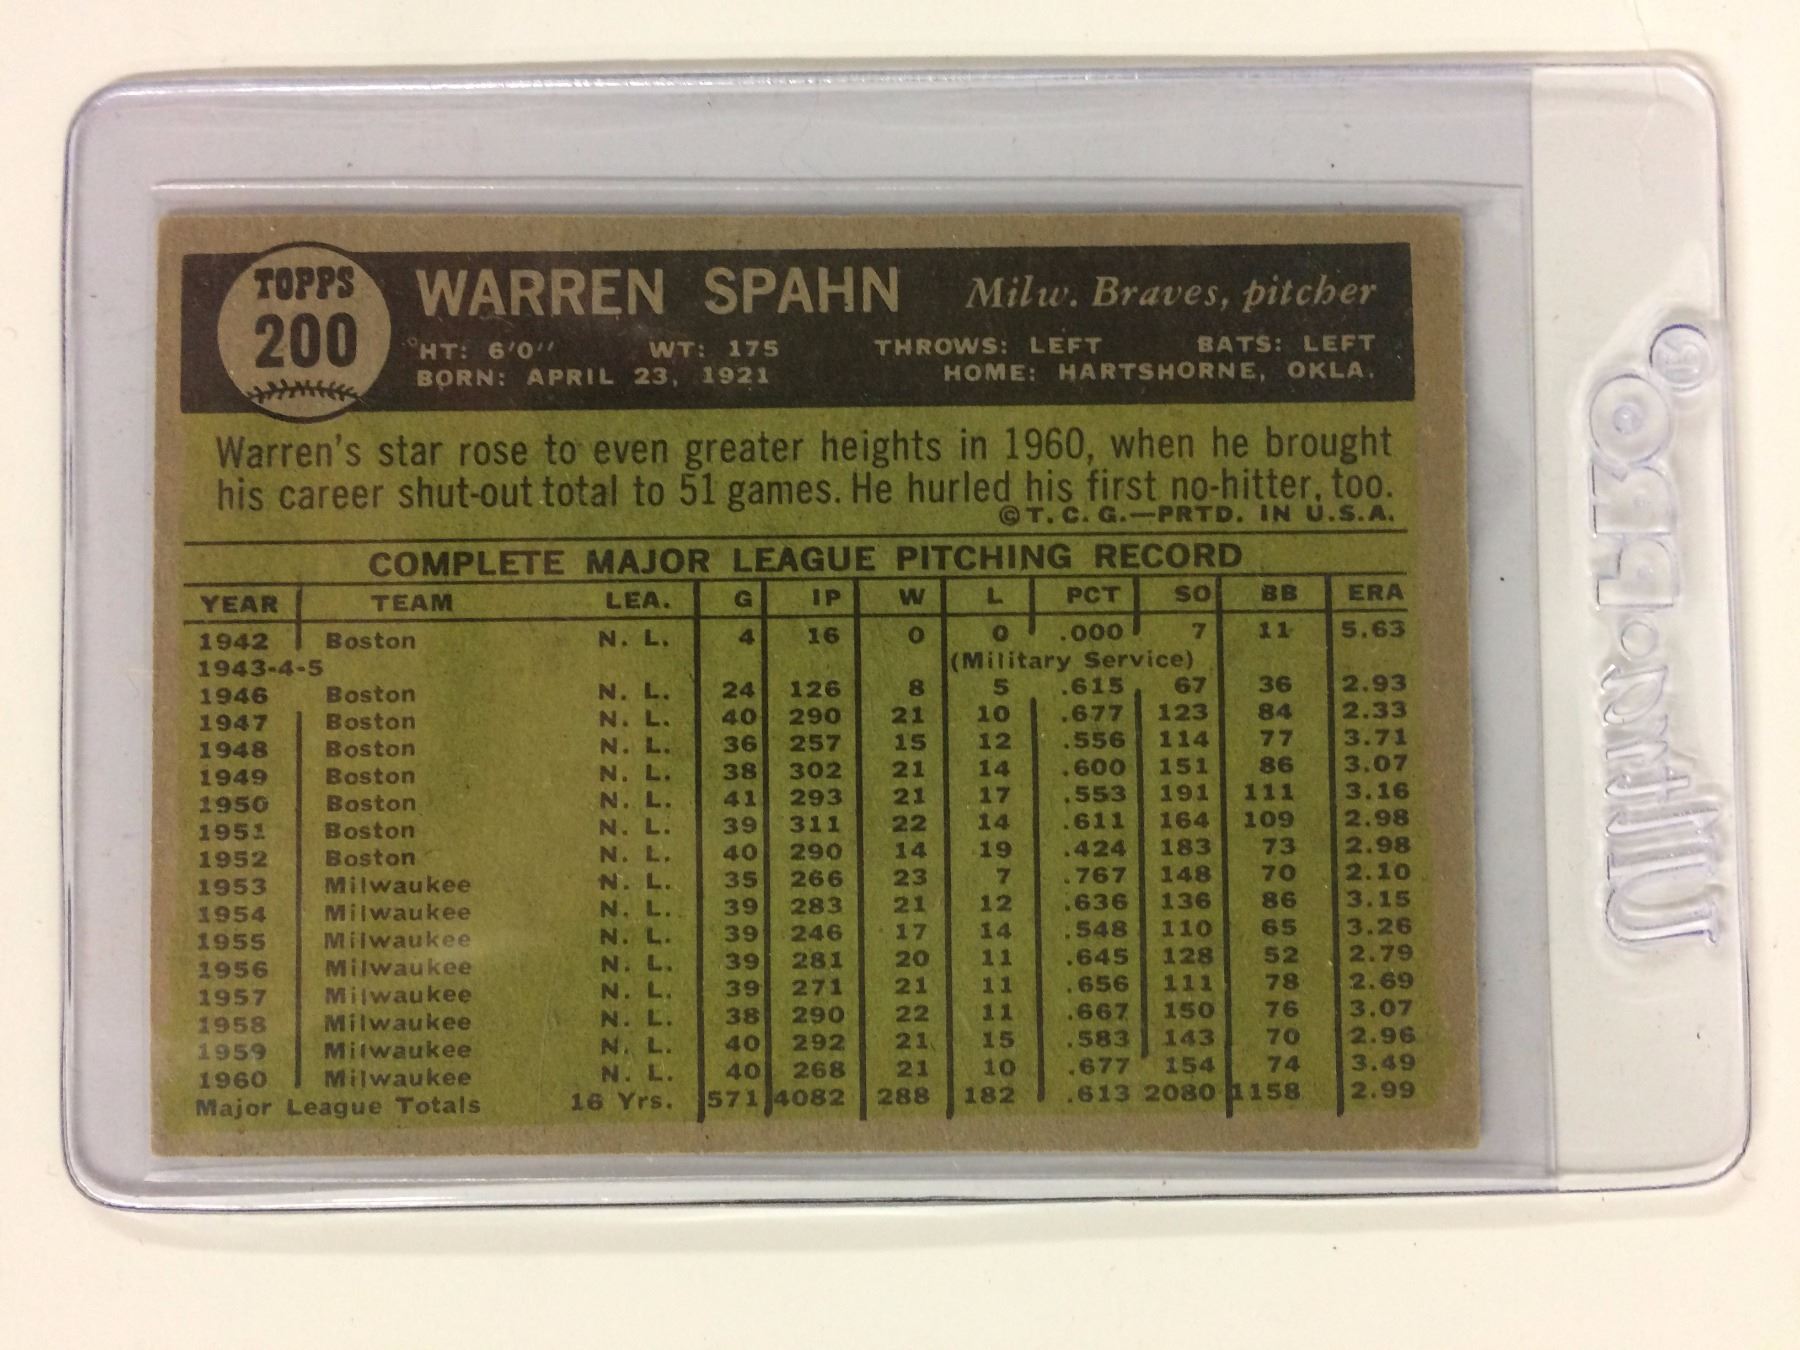 TOPPS
200
WARREN SPAHN Milw. Braves, pitcher
HT: 6'0" WT: 175 THROWS: LEFT BATS: LEFT
BORN: APRIL 23, 1921 HOME: HARTSHORNE, OKLA.
Warren's star rose to even greater heights in 1960, when he brought
his career shut-out total to 51 games. He hurled his first no-hitter, too.
©T. C. G.—PRTD. IN U.S.A.
COMPLETE MAJOR LEAGUE PITCHING RECORD
YEAR TEAM LEA. G IP W L PCT SO BB ERA
1942 Boston N. L. 4 16 0 0 .000 7 11 5.63
1943-4-5 (Military Service)
1946 Boston N. L. 24 126 8 5 .615 67 36 2.93
1947 Boston N. L. 40 290 21 10 .677 123 84 2.33
1948 Boston N. L. 36 257 15 12 .556 114 77 3.71
1949 Boston N. L. 38 302 21 14 .600 151 86 3.07
1950 Boston N. L. 41 293 21 17 .553 191 111 3.16
1951 Boston N. L. 39 311 22 14 .611 164 109 2.98
1952 Boston N. L. 40 290 14 19 .424 183 73 2.98
1953 Milwaukee N. L. 35 266 23 7 .767 148 70 2.10
1954 Milwaukee N. L. 39 283 21 12 .636 136 86 3.15
1955 Milwaukee N. L. 39 246 17 14 .548 110 65 3.26
1956 Milwaukee N. L. 39 281 20 11 .645 128 52 2.79
1957 Milwaukee N. L. 39 271 21 11 .656 111 78 2.69
1958 Milwaukee N. L. 38 290 22 11 .667 150 76 3.07
1959 Milwaukee N. L. 40 292 21 15 .583 143 70 2.96
1960 Milwaukee N. L. 40 268 21 10 .677 154 74 3.49
Major League Totals 16 Yrs. 571 4082 288 182 .613 2080 1158 2.99